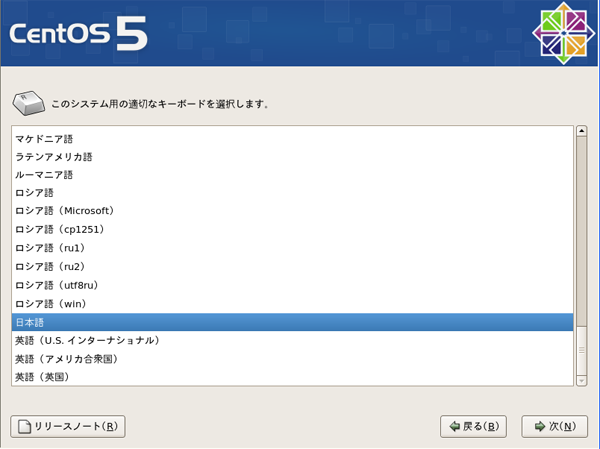 CentOS 5
このシステム用の適切なキーボードを選択します。
マケドニア語
ラテンアメリカ語
ルーマニア語
ロシア語
ロシア語（Microsoft）
ロシア語（cp1251）
ロシア語（ru1）
ロシア語（ru2）
ロシア語（utf8ru）
ロシア語（win）
日本語
英語（U.S. インターナショナル）
英語（アメリカ合衆国）
英語（英国）
リリースノート(R)
戻る(B)
次(N)